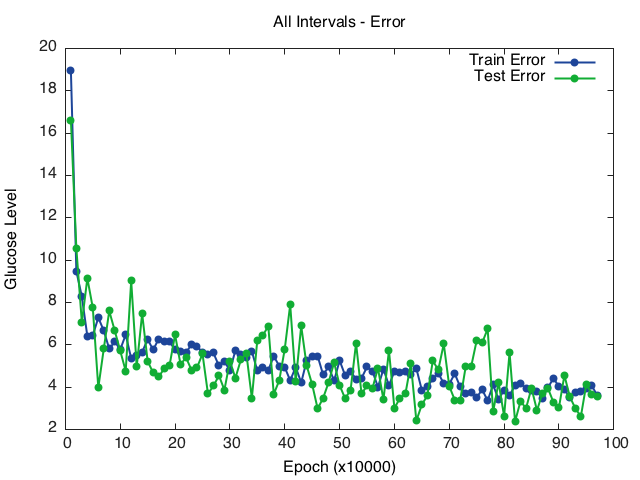 All Intervals - Error
Train Error
Test Error
20
18
16
14
12
10
8
6
4
2
Glucose Level
0 10 20 30 40 50 60 70 80 90 100
Epoch (x10000)